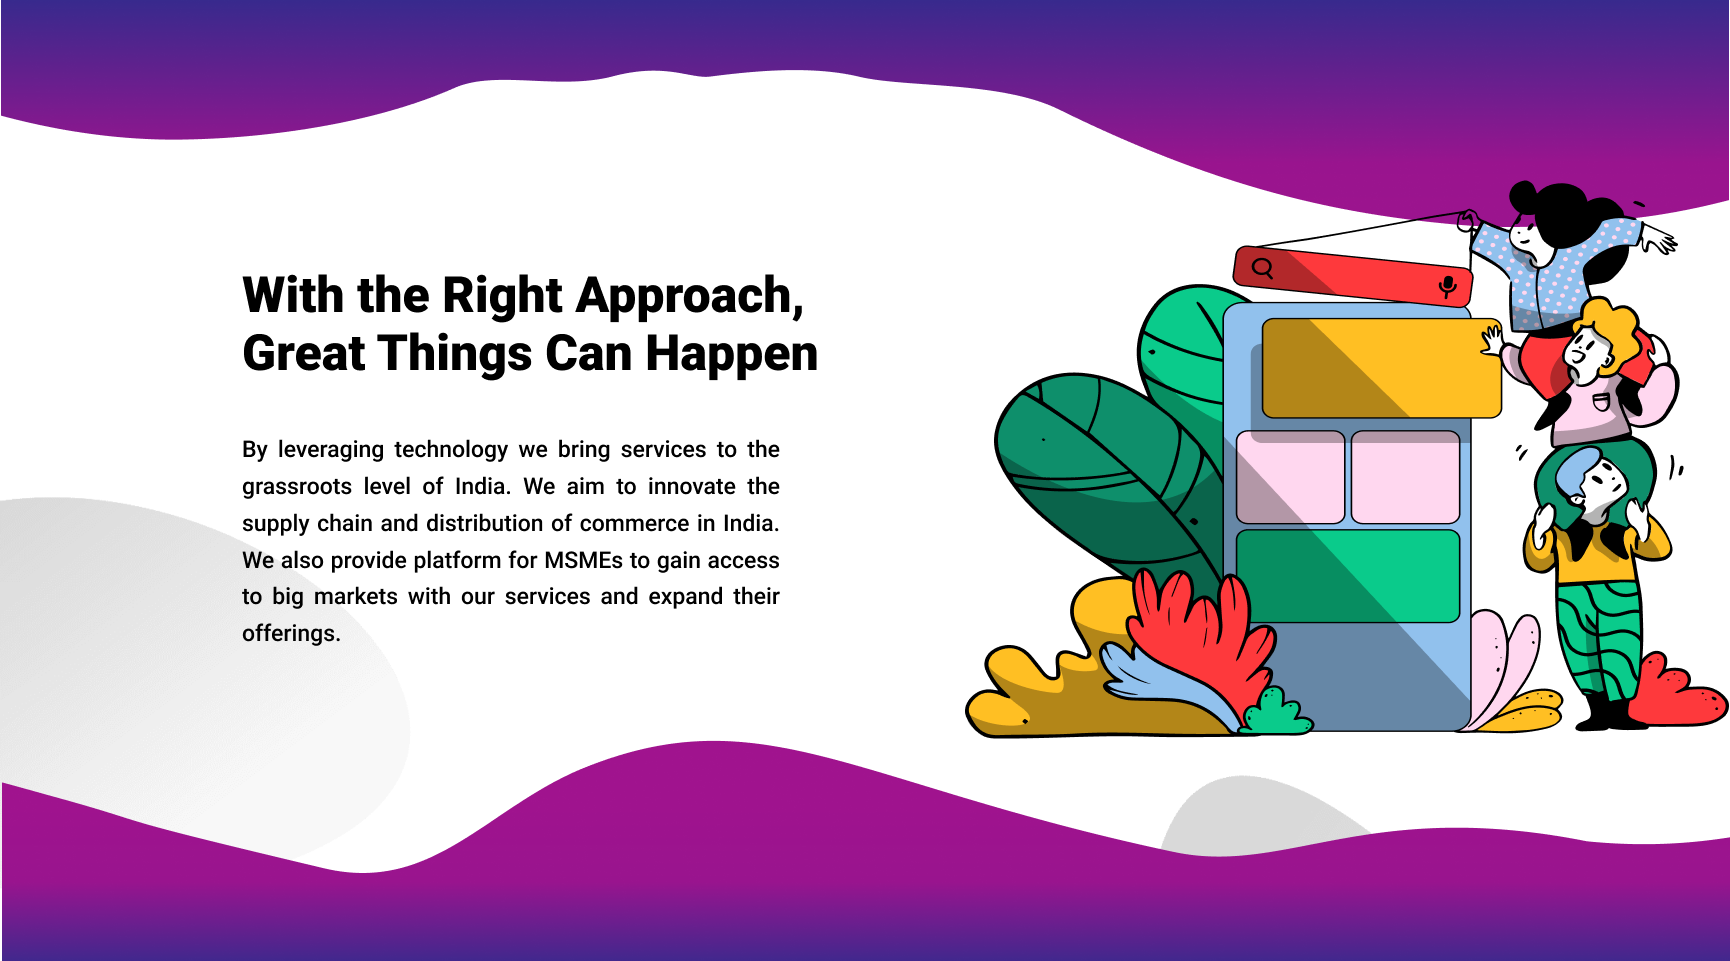 With the Right Approach,
Great Things Can Happen
By leveraging technology we bring services to the
grassroots level of India. We aim to innovate the
supply chain and distribution of commerce in India.
We also provide platform for MSMEs to gain access
to big markets with our services and expand their
offerings.